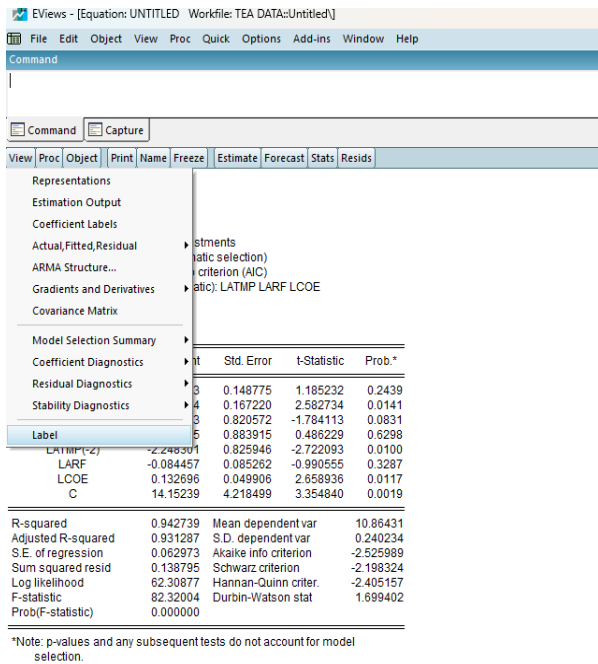 EViews - [Equation: UNTITLED Workfile: TEA DATA::Untitled\]
File Edit Object View Proc Quick Options Add-ins Window Help
Command
Command Capture
View Proc Object Print Name Freeze Estimate Forecast Stats Resids
Representations
Estimation Output
Coefficient Labels
Actual,Fitted,Residual stments
ARMA Structure... atic selection)
criterion (AIC)
Gradients and Derivatives atic): LATMP LARF LCOE
Covariance Matrix
Model Selection Summary
Coefficient Diagnostics nt Std. Error t-Statistic Prob.*
Residual Diagnostics 3 0.148775 1.185232 0.2439
Stability Diagnostics 4 0.167220 2.582734 0.0141
3 0.820572 -1.784113 0.0831
Label 5 0.883915 0.486229 0.6298
LATMP(-2) -2.248301 0.825946 -2.722093 0.0100
LARF -0.084457 0.085262 -0.990555 0.3287
LCOE 0.132696 0.049906 2.658936 0.0117
C 14.15239 4.218499 3.354840 0.0019
R-squared 0.942739 Mean dependent var 10.86431
Adjusted R-squared 0.931287 S.D. dependent var 0.240234
S.E. of regression 0.062973 Akaike info criterion -2.525989
Sum squared resid 0.138795 Schwarz criterion -2.198324
Log likelihood 62.30877 Hannan-Quinn criter. -2.405157
F-statistic 82.32004 Durbin-Watson stat 1.699402
Prob(F-statistic) 0.000000
*Note: p-values and any subsequent tests do not account for model
selection.